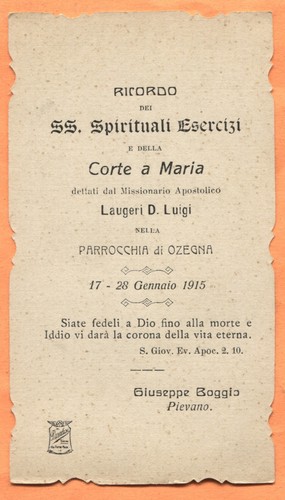 RICORDO
DEI
SS. Spirituali Esercizi
E DELLA
Corte a Maria
dettati dal Missionario Apostolico
Laugeri D. Luigi
NELLA
PARROCCHIA di OZEGNA
17 - 28 Gennaio 1915
Siate fedeli a Dio fino alla morte e
Iddio vi darà la corona della vita eterna.
S. Giov. Ev. Apoc. 2. 10.
Giuseppe Boggio
Pievano.